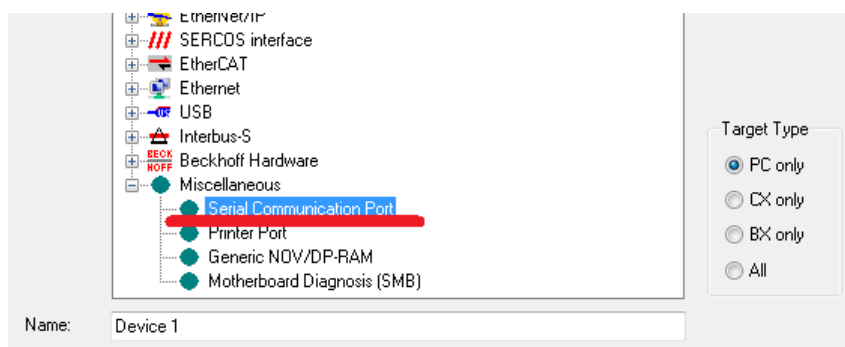 EtherNet/IP
SERCOS interface
EtherCAT
Ethernet
USB
Interbus-S
BECK
HOFF Beckhoff Hardware
Miscellaneous
Serial Communication Port
Printer Port
Generic NOV/DP-RAM
Motherboard Diagnosis (SMB)
Target Type
PC only
CX only
BX only
All
Name: Device 1